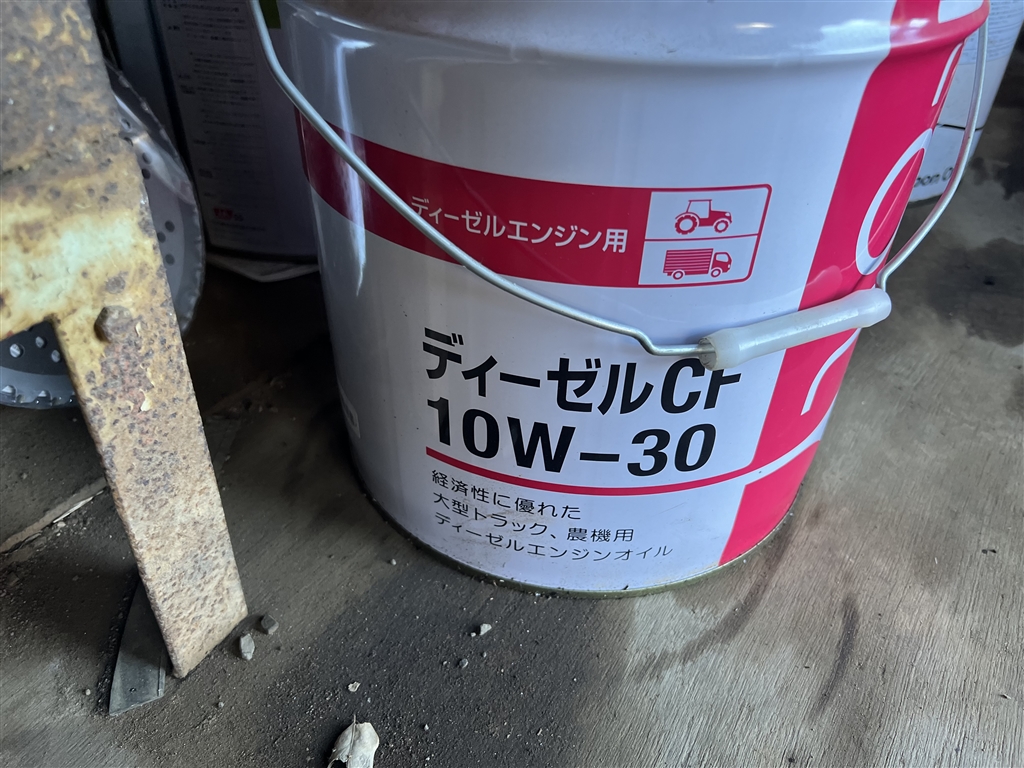 ディーゼルエンジン用
ディーゼルCF
10W-30
経済性に優れた
大型トラック、農機用
ディーゼルエンジンオイル